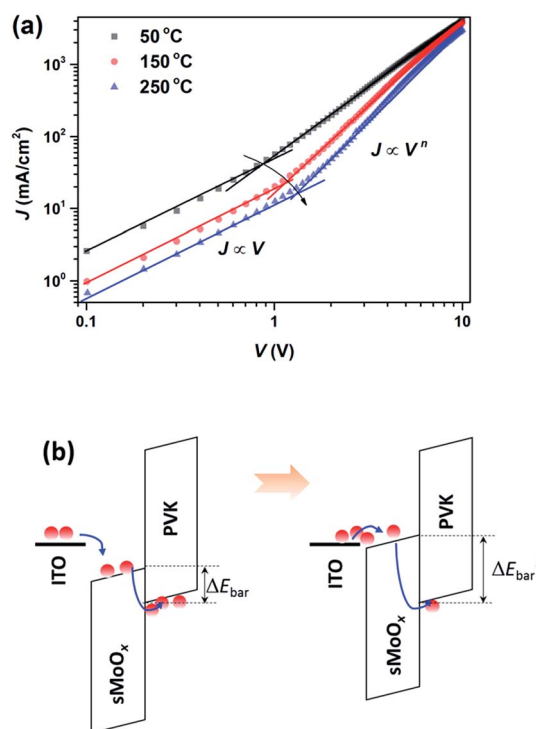 (a)
50 °C
150 °C
250 °C
J (mA/cm²)
10³
10²
10¹
10⁰
J ∝ Vⁿ
J ∝ V
0.1
1
10
V (V)
(b)
PVK
ITO
ΔE_bar
sMoOₓ
PVK
ITO
ΔE_bar
sMoOₓ